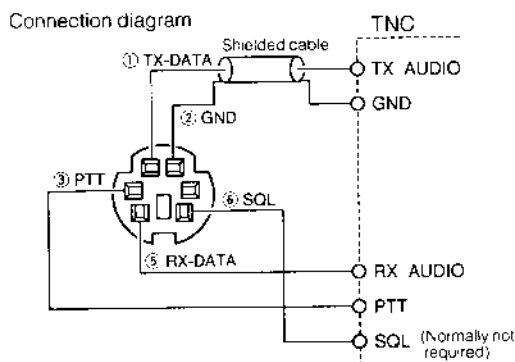 Connection diagram
TNC
Shielded cable
① TX-DATA
TX AUDIO
② GND
GND
③ PTT
⑥ SQL
⑤ RX-DATA
RX AUDIO
PTT
SQL (Normally not
required)